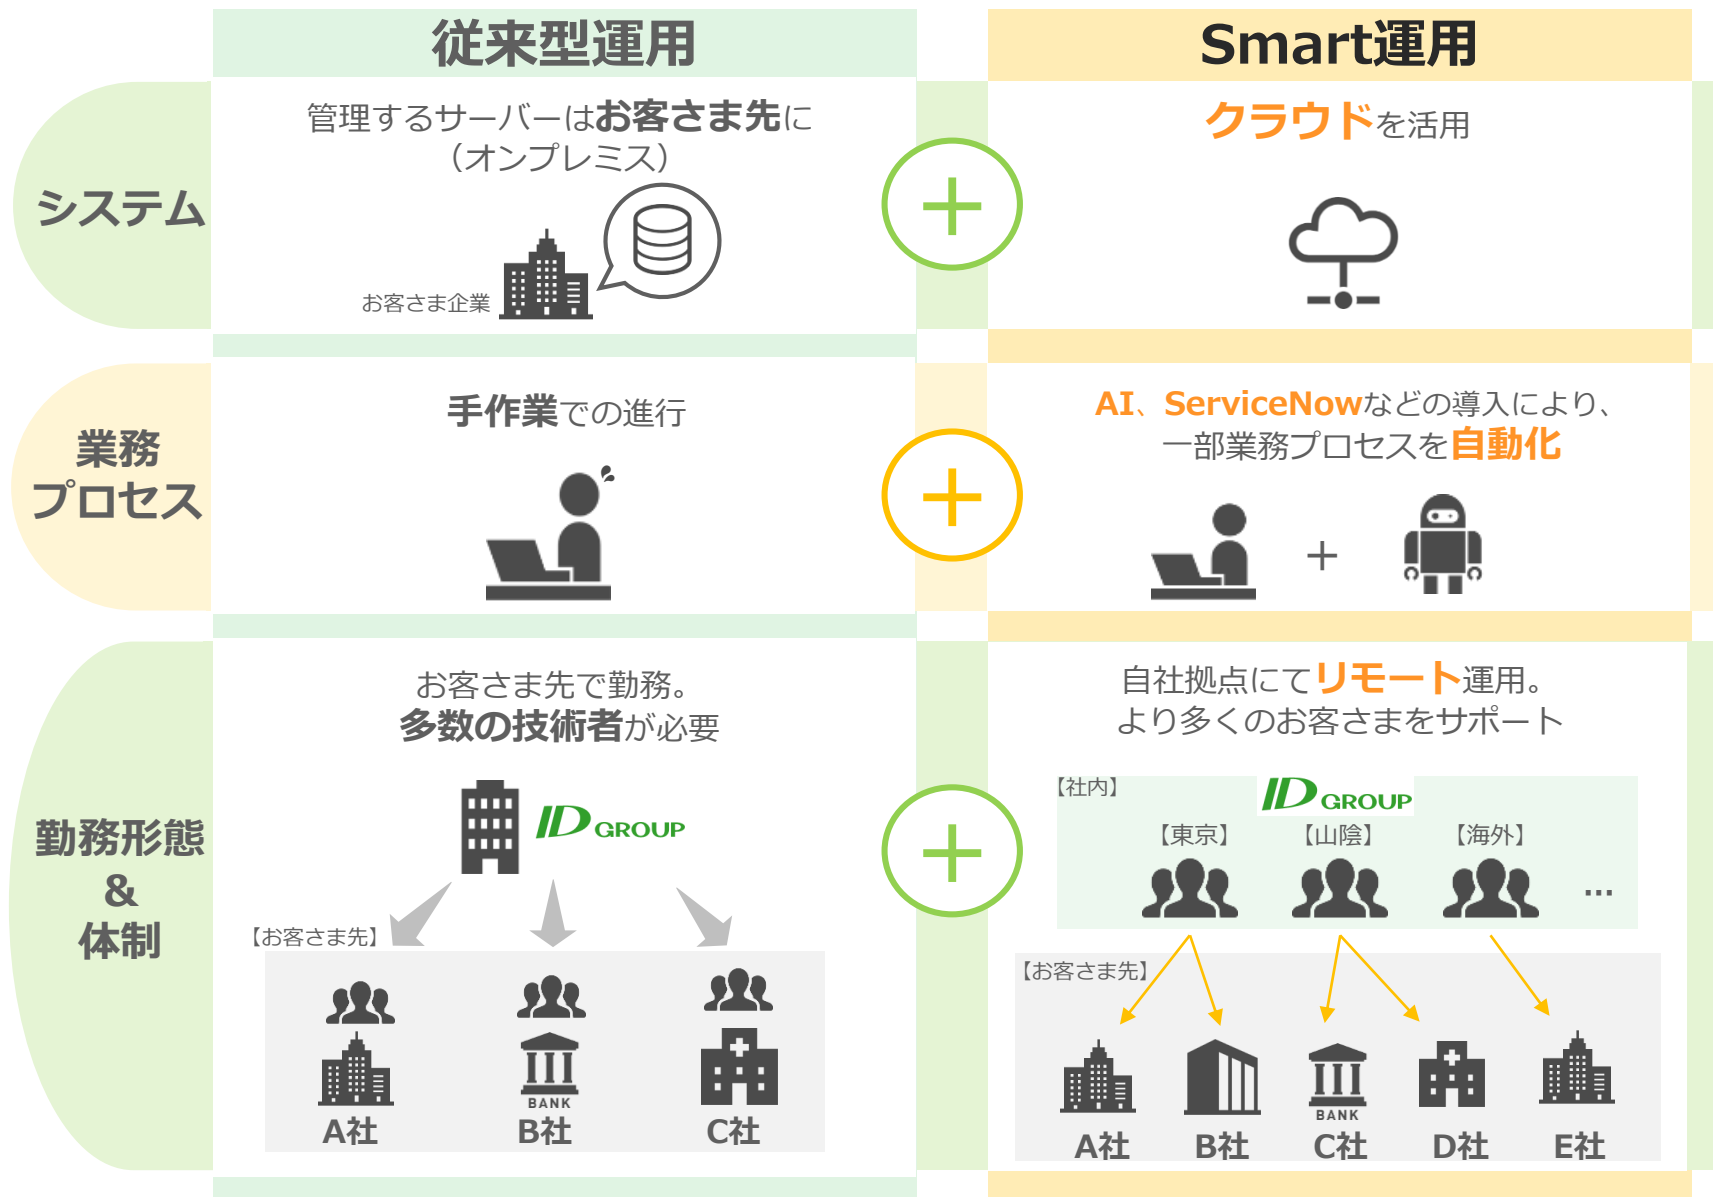 従来型運用
Smart運用
システム
管理するサーバーはお客さま先に
（オンプレミス）
お客さま企業
＋
クラウドを活用
業務
プロセス
手作業での進行
＋
AI、ServiceNowなどの導入により、
一部業務プロセスを自動化
＋
勤務形態
&
体制
お客さま先で勤務。
多数の技術者が必要
ID GROUP
【お客さま先】
BANK
A社
B社
C社
＋
自社拠点にてリモート運用。
より多くのお客さまをサポート
【社内】
ID GROUP
【東京】
【山陰】
【海外】
…
【お客さま先】
BANK
A社
B社
C社
D社
E社